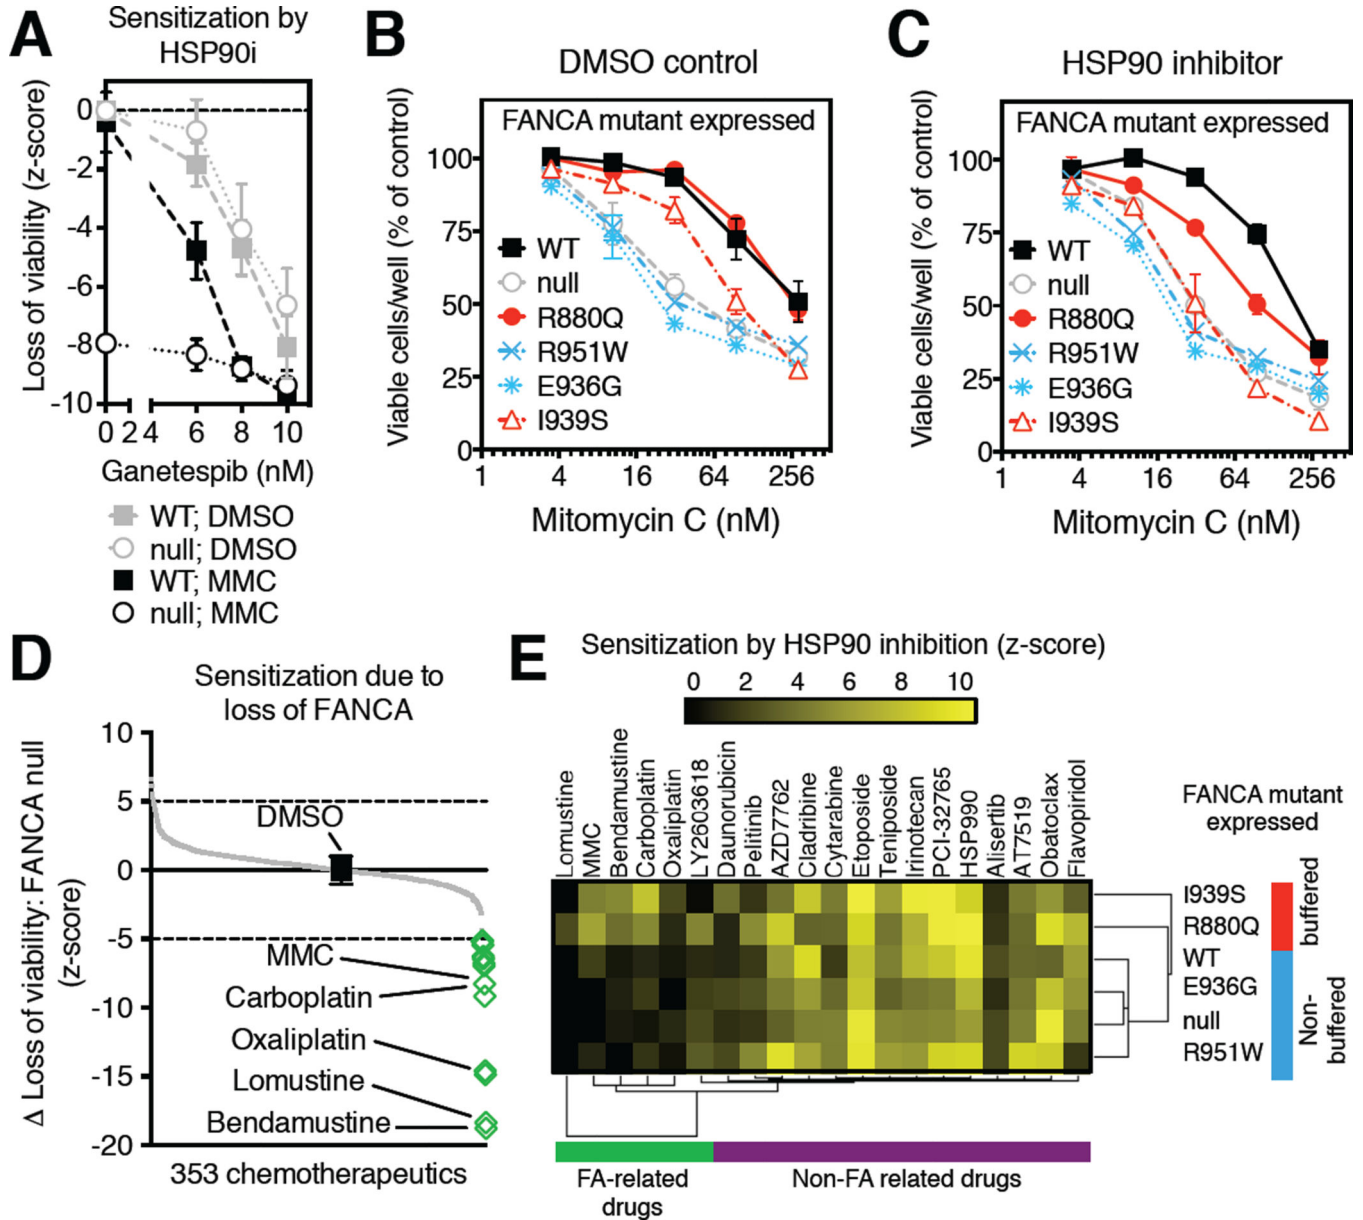 A
Sensitization by
HSP90i
Loss of viability (z-score)
0
-2
-4
-6
-8
-10
0 2 4 6 8 10
Ganetespib (nM)
WT; DMSO
null; DMSO
WT; MMC
null; MMC
B
DMSO control
Viable cells/well (% of control)
FANCA mutant expressed
100
75
50
25
0
WT
null
R880Q
R951W
E936G
I939S
1 4 16 64 256
Mitomycin C (nM)
C
HSP90 inhibitor
Viable cells/well (% of control)
FANCA mutant expressed
100
75
50
25
0
WT
null
R880Q
R951W
E936G
I939S
1 4 16 64 256
Mitomycin C (nM)
D
Sensitization due to
loss of FANCA
Δ Loss of viability: FANCA null
(z-score)
10
5
0
-5
-10
-15
-20
DMSO
MMC
Carboplatin
Oxaliplatin
Lomustine
Bendamustine
353 chemotherapeutics
E
Sensitization by HSP90 inhibition (z-score)
0 2 4 6 8 10
Lomustine
MMC
Bendamustine
Carboplatin
Oxaliplatin
LY2603618
Daunorubicin
Pelitinib
AZD7762
Cladribine
Cytarabine
Etoposide
Teniposide
Irinotecan
PCI-32765
HSP990
Alisertib
AT7519
Obatoclax
Flavopiridol
FANCA mutant
expressed
I939S
R880Q
WT
E936G
null
R951W
buffered
Non-
buffered
FA-related
drugs
Non-FA related drugs